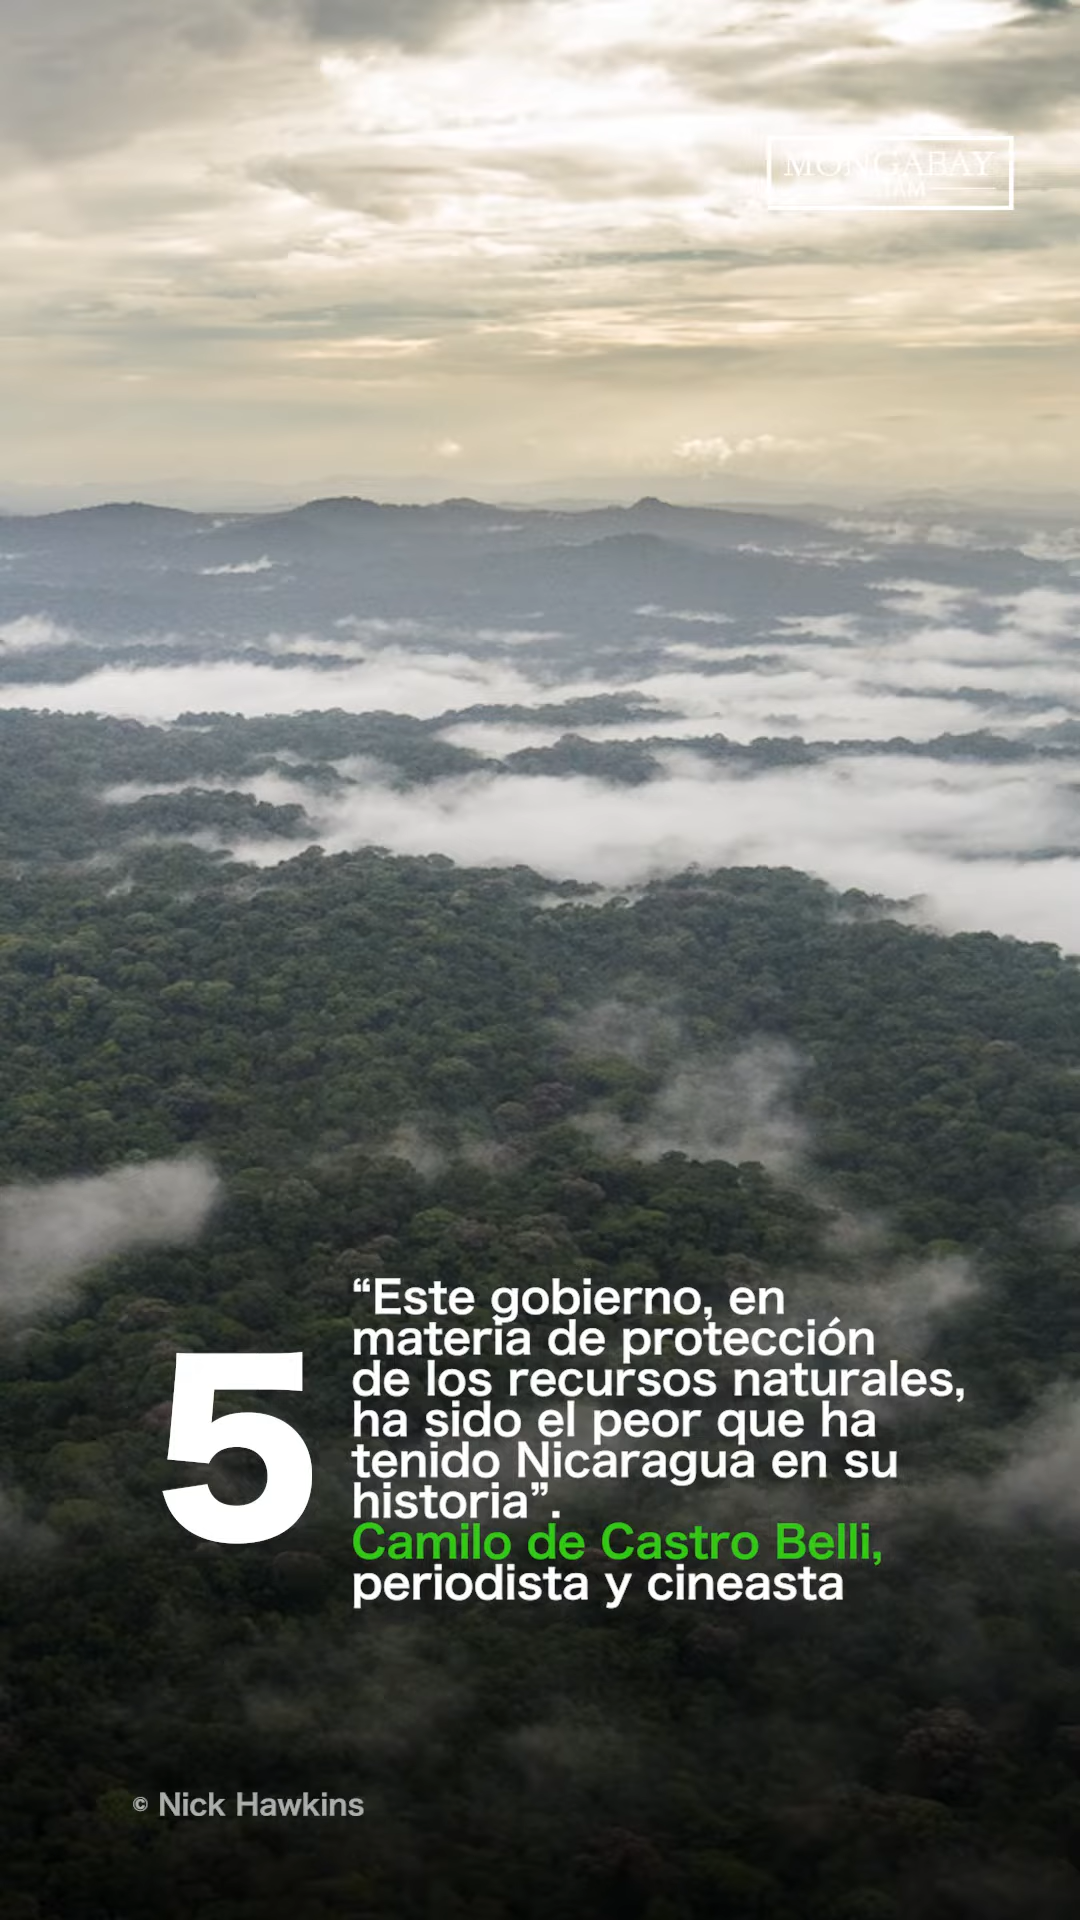 MONGABAY
“Este gobierno, en
materia de protección
de los recursos naturales,
ha sido el peor que ha
tenido Nicaragua en su
historia”.
Camilo de Castro Belli,
periodista y cineasta
5
© Nick Hawkins